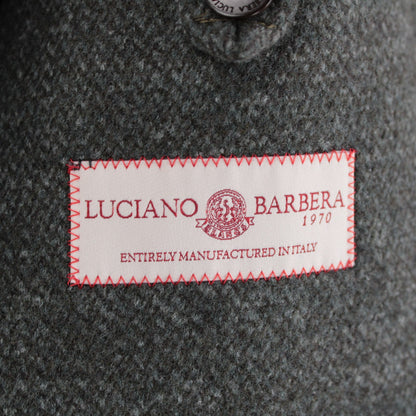 LUCIANO BARBERA
1970
ENTIRELY MANUFACTURED IN ITALY